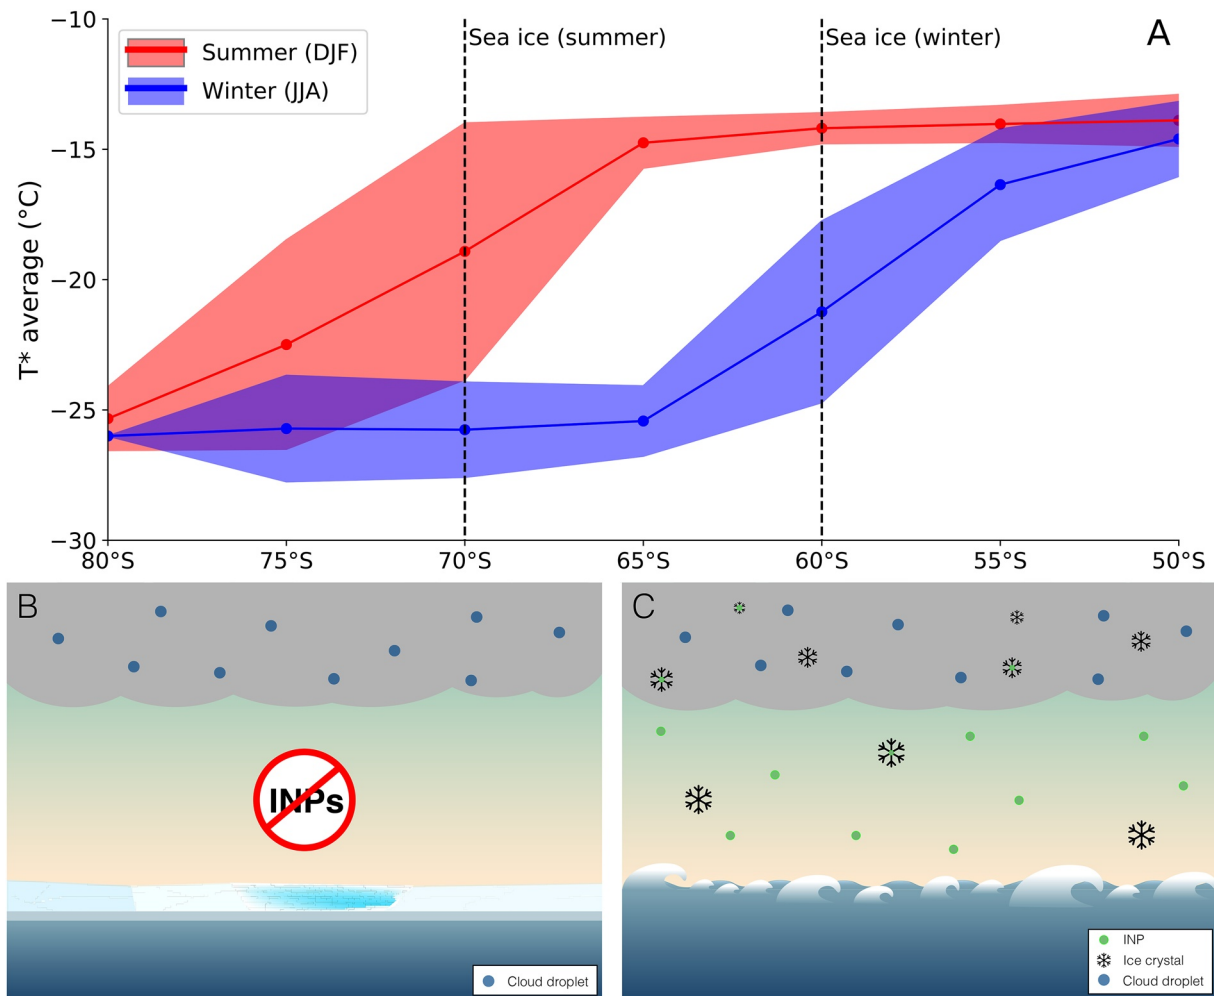 −10
Sea ice (summer)
Sea ice (winter)
A
Summer (DJF)
Winter (JJA)
−15
T* average (°C)
−20
−25
−30
80°S
75°S
70°S
65°S
60°S
55°S
50°S
B
INPs
Cloud droplet
C
INP
Ice crystal
Cloud droplet